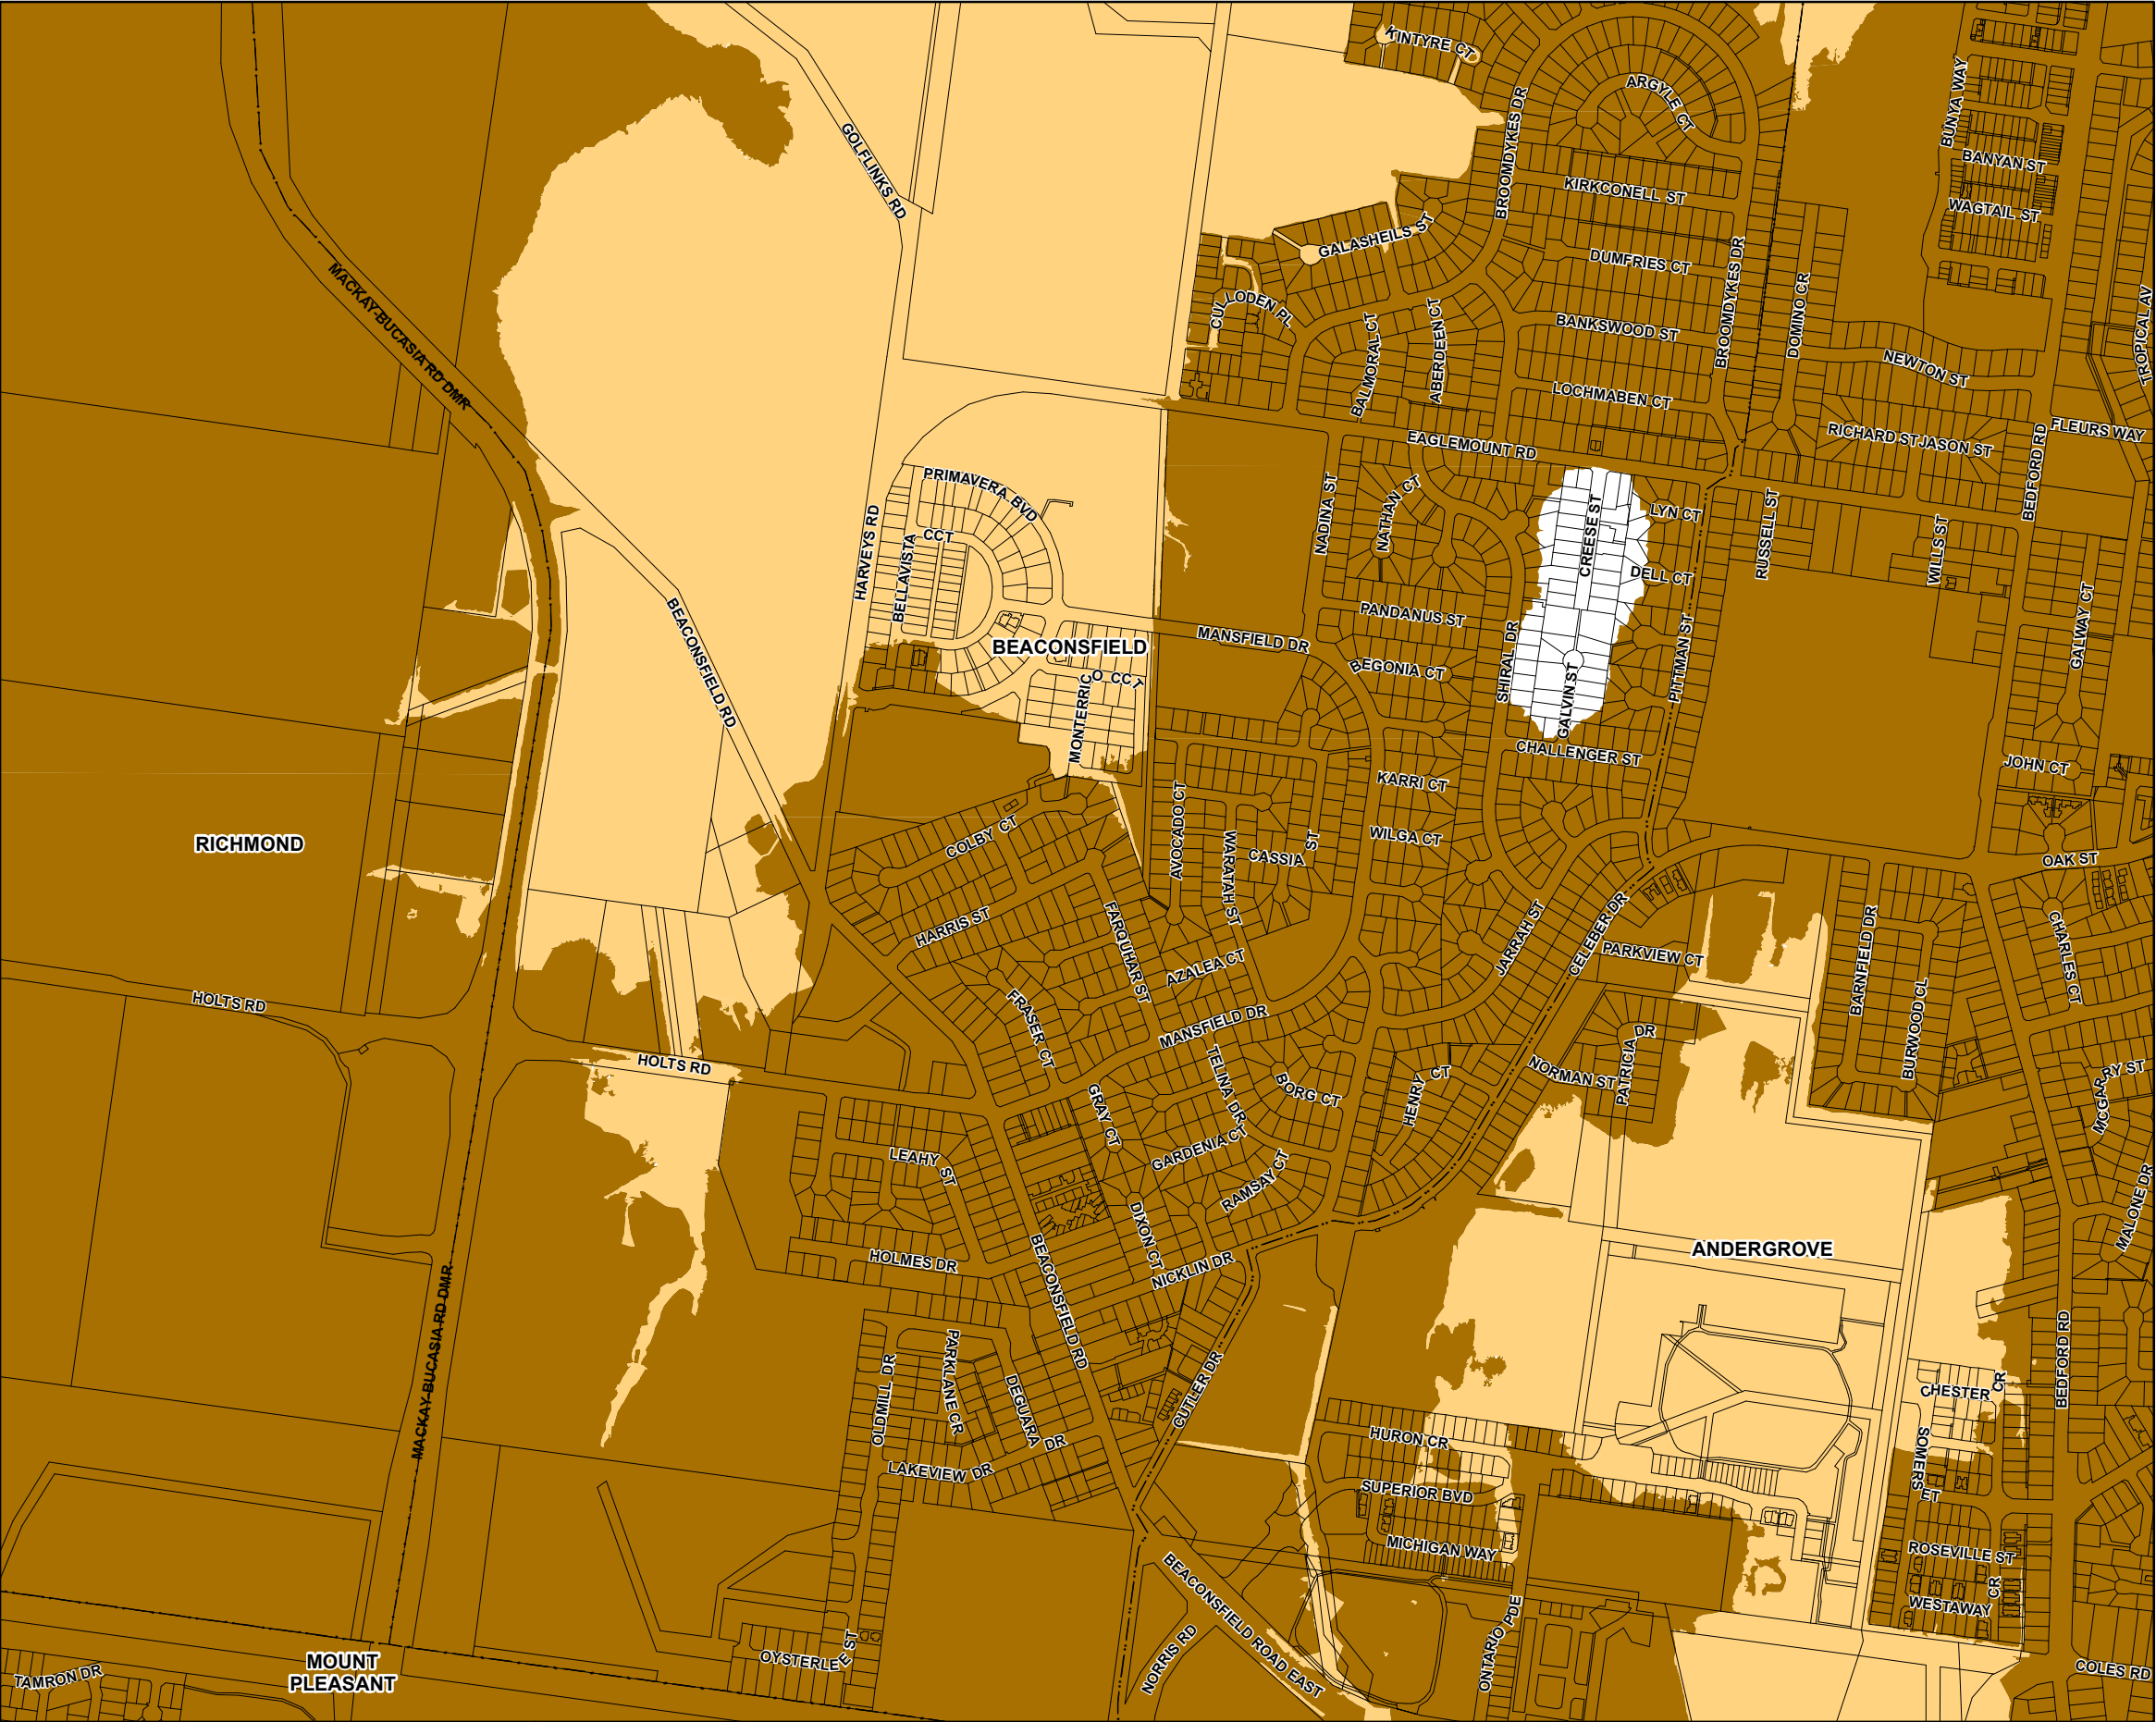 KINTYRE CT
ARGYLE CT
BUNYA WAY
BANYAN ST
WAGTAIL ST
GOLFLINKS RD
BROOMDYKES DR
KIRKCONELL ST
GALASHEILS ST
DUMFRIES CT
BROOMDYKES DR
DOMINO CR
TROPICAL AV
MACKAY-BUCASIA RD DMR
CULLODEN PL
BALMORAL CT
ABERDEEN CT
BANKSWOOD ST
NEWTON ST
LOCHMABEN CT
EAGLEMOUNT RD
RICHARD ST
JASON ST
FLEURS WAY
BEDFORD RD
PRIMAVERA BVD
HARVEYS RD
BELLAVISTA CCT
NADINA ST
NATHAN CT
CREESE ST
LYN CT
DELL CT
RUSSELL ST
WILLS ST
BEACONSFIELD RD
BEACONSFIELD
MANSFIELD DR
PANDANUS ST
BEGONIA CT
SHIRAL DR
GALVIN ST
PITTMAN ST
GALWAY CT
MONTERRICO CCT
CHALLENGER ST
JOHN CT
RICHMOND
COLBY CT
AVOCADO CT
WARATAH ST
CASSIA ST
KARRI CT
WILGA CT
OAK ST
HARRIS ST
FARQUHAR ST
AZALEA CT
JARRAH ST
CELEBER DR
PARKVIEW CT
BARNFIELD DR
BURWOOD CL
CHARLES CT
HOLTS RD
FRASER CT
MANSFIELD DR
HOLTS RD
TELINA DR
BORG CT
HENRY CT
NORMAN ST
PATRICIA DR
MCGARRY ST
GRAY CT
GARDENIA CT
RAMSAY CT
LEAHY ST
DIXON CT
NICKLIN DR
MALONE DR
HOLMES DR
BEACONSFIELD RD
ANDERGROVE
MACKAY-BUCASIA RD DMR
OLDMILL DR
PARKLANE CR
DEGUARA DR
CUTLER DR
CHESTER CR
BEDFORD RD
LAKEVIEW DR
HURON CR
SUPERIOR BVD
MICHIGAN WAY
SOMERSET
ROSEVILLE ST
WESTAWAY CR
BEACONSFIELD ROAD EAST
NORRIS RD
ONTARIO PDE
OYSTERLEE ST
MOUNT
PLEASANT
TAMRON DR
COLES RD